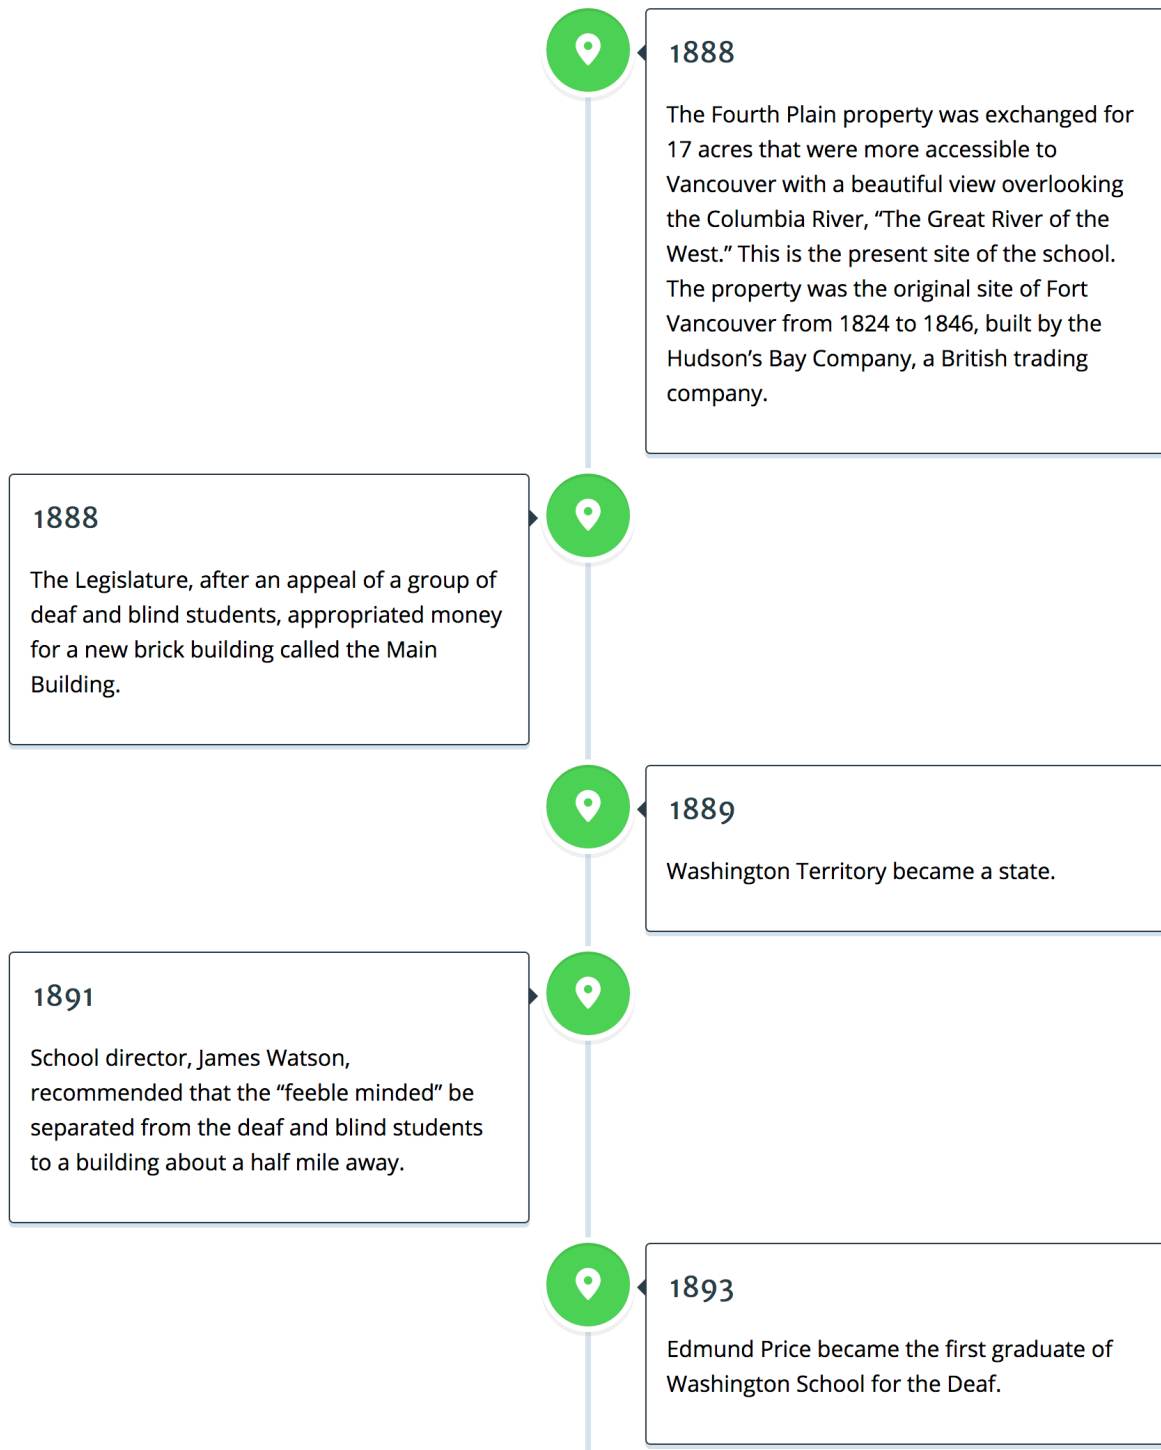 1888
The Fourth Plain property was exchanged for
17 acres that were more accessible to
Vancouver with a beautiful view overlooking
the Columbia River, “The Great River of the
West.” This is the present site of the school.
The property was the original site of Fort
Vancouver from 1824 to 1846, built by the
Hudson’s Bay Company, a British trading
company.
1888
The Legislature, after an appeal of a group of
deaf and blind students, appropriated money
for a new brick building called the Main
Building.
1889
Washington Territory became a state.
1891
School director, James Watson,
recommended that the “feeble minded” be
separated from the deaf and blind students
to a building about a half mile away.
1893
Edmund Price became the first graduate of
Washington School for the Deaf.